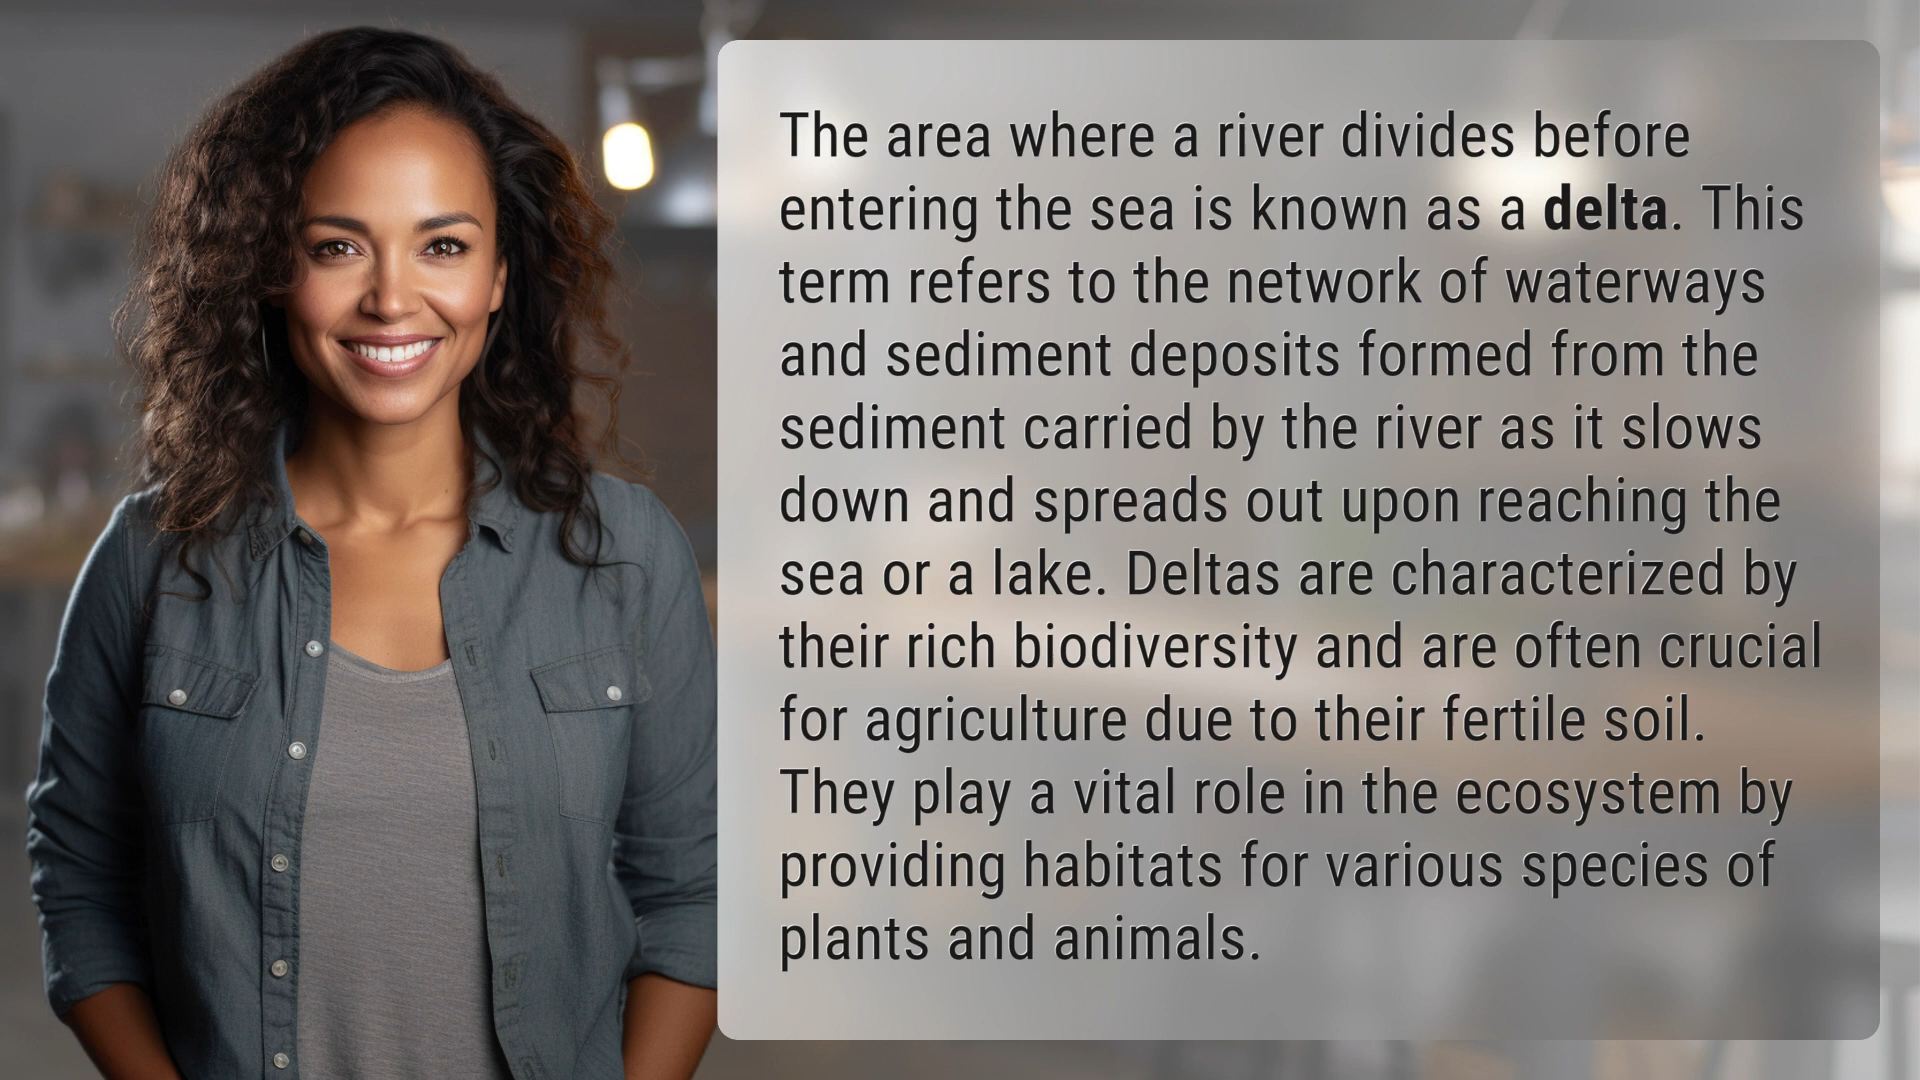 The area where a river divides before
entering the sea is known as a delta. This
term refers to the network of waterways
and sediment deposits formed from the
sediment carried by the river as it slows
down and spreads out upon reaching the
sea or a lake. Deltas are characterized by
their rich biodiversity and are often crucial
for agriculture due to their fertile soil.
They play a vital role in the ecosystem by
providing habitats for various species of
plants and animals.